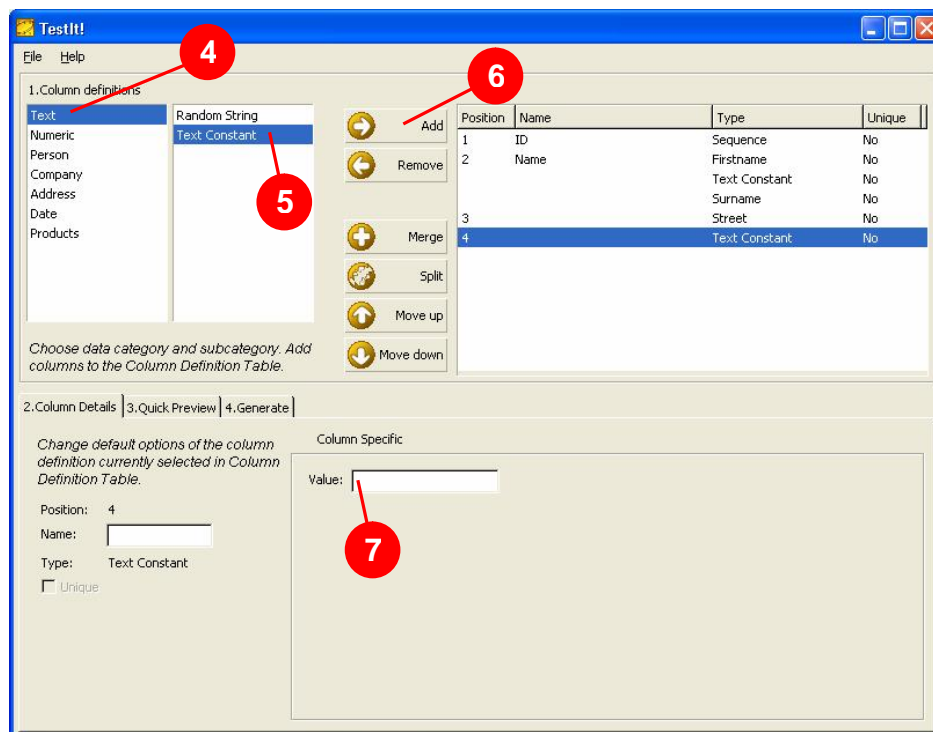 TestIt!
File Help
4
6
1.Column definitions
Text
Numeric
Person
Company
Address
Date
Products
Random String
Text Constant
5
Add
Remove
Merge
Split
Move up
Move down
Position Name Type Unique
1 ID Sequence No
2 Name Firstname No
Text Constant No
Surname No
3 Street No
4 Text Constant No
Choose data category and subcategory. Add
columns to the Column Definition Table.
2.Column Details 3.Quick Preview 4.Generate
Change default options of the column
definition currently selected in Column
Definition Table.
Position: 4
Name:
Type: Text Constant
Unique
Column Specific
Value:
7